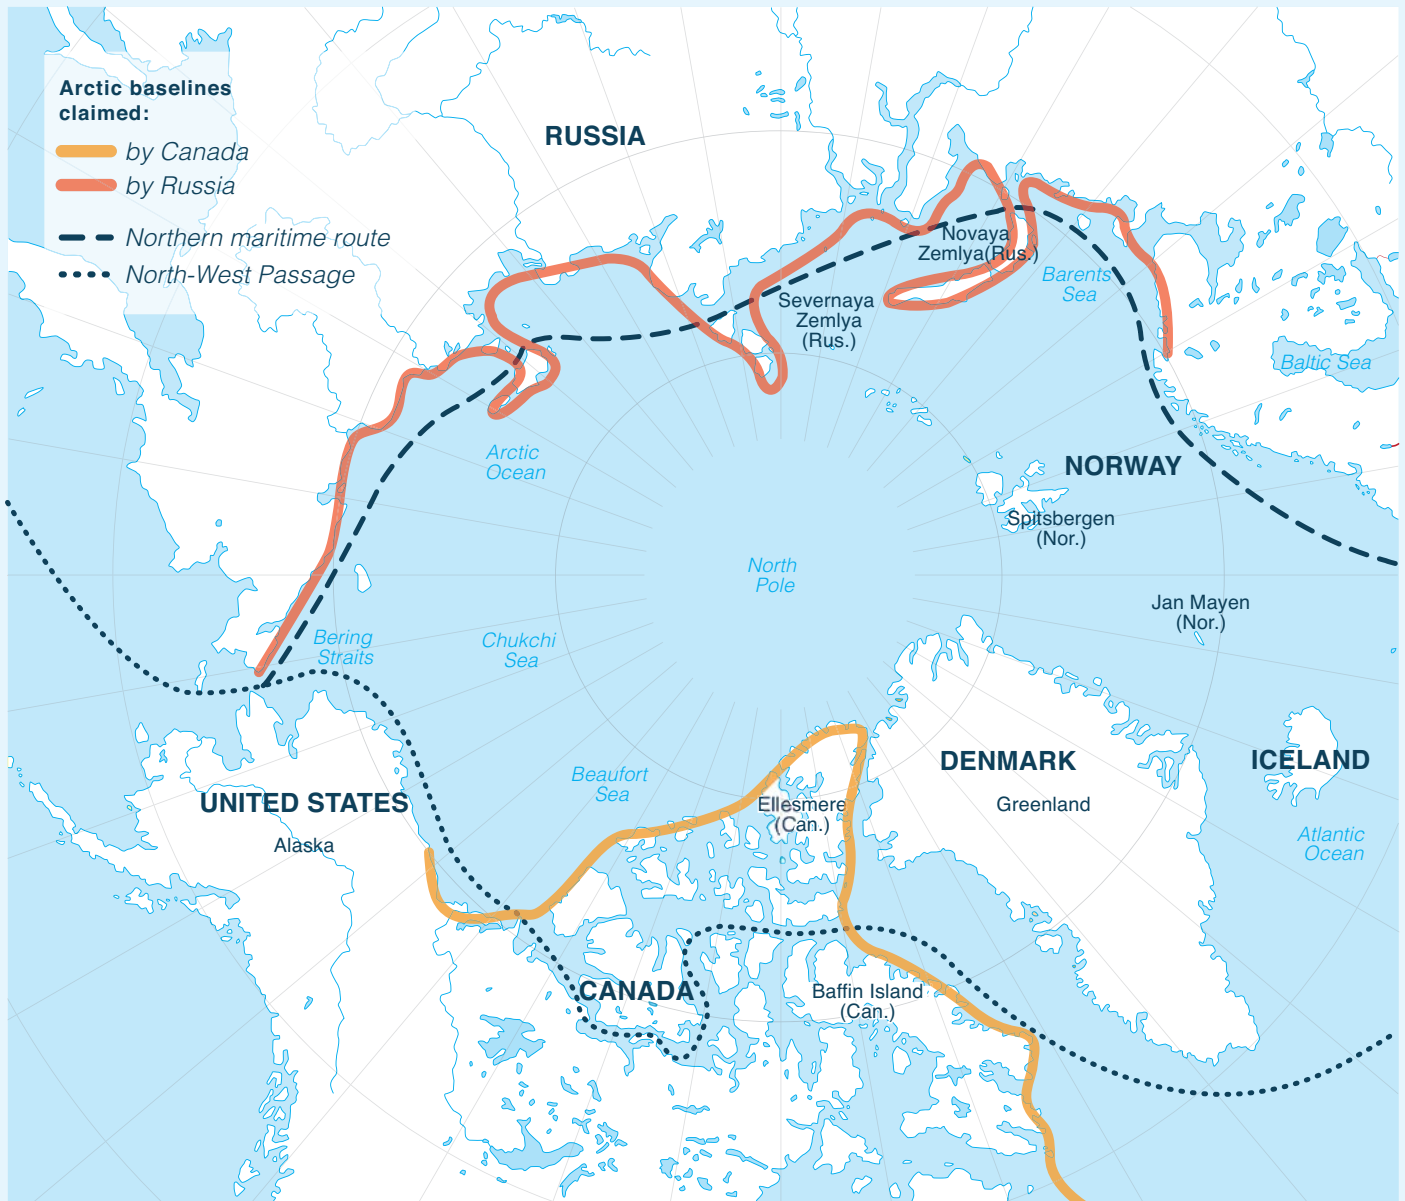 Arctic baselines
claimed:
by Canada
by Russia
Northern maritime route
North-West Passage
RUSSIA
Novaya
Zemlya(Rus.)
Barents
Sea
Severnaya
Zemlya
(Rus.)
Baltic Sea
Arctic
Ocean
NORWAY
Spitsbergen
(Nor.)
North
Pole
Jan Mayen
(Nor.)
Bering
Straits
Chukchi
Sea
Beaufort
Sea
DENMARK
Greenland
ICELAND
UNITED STATES
Alaska
Ellesmere
(Can.)
Atlantic
Ocean
CANADA
Baffin Island
(Can.)